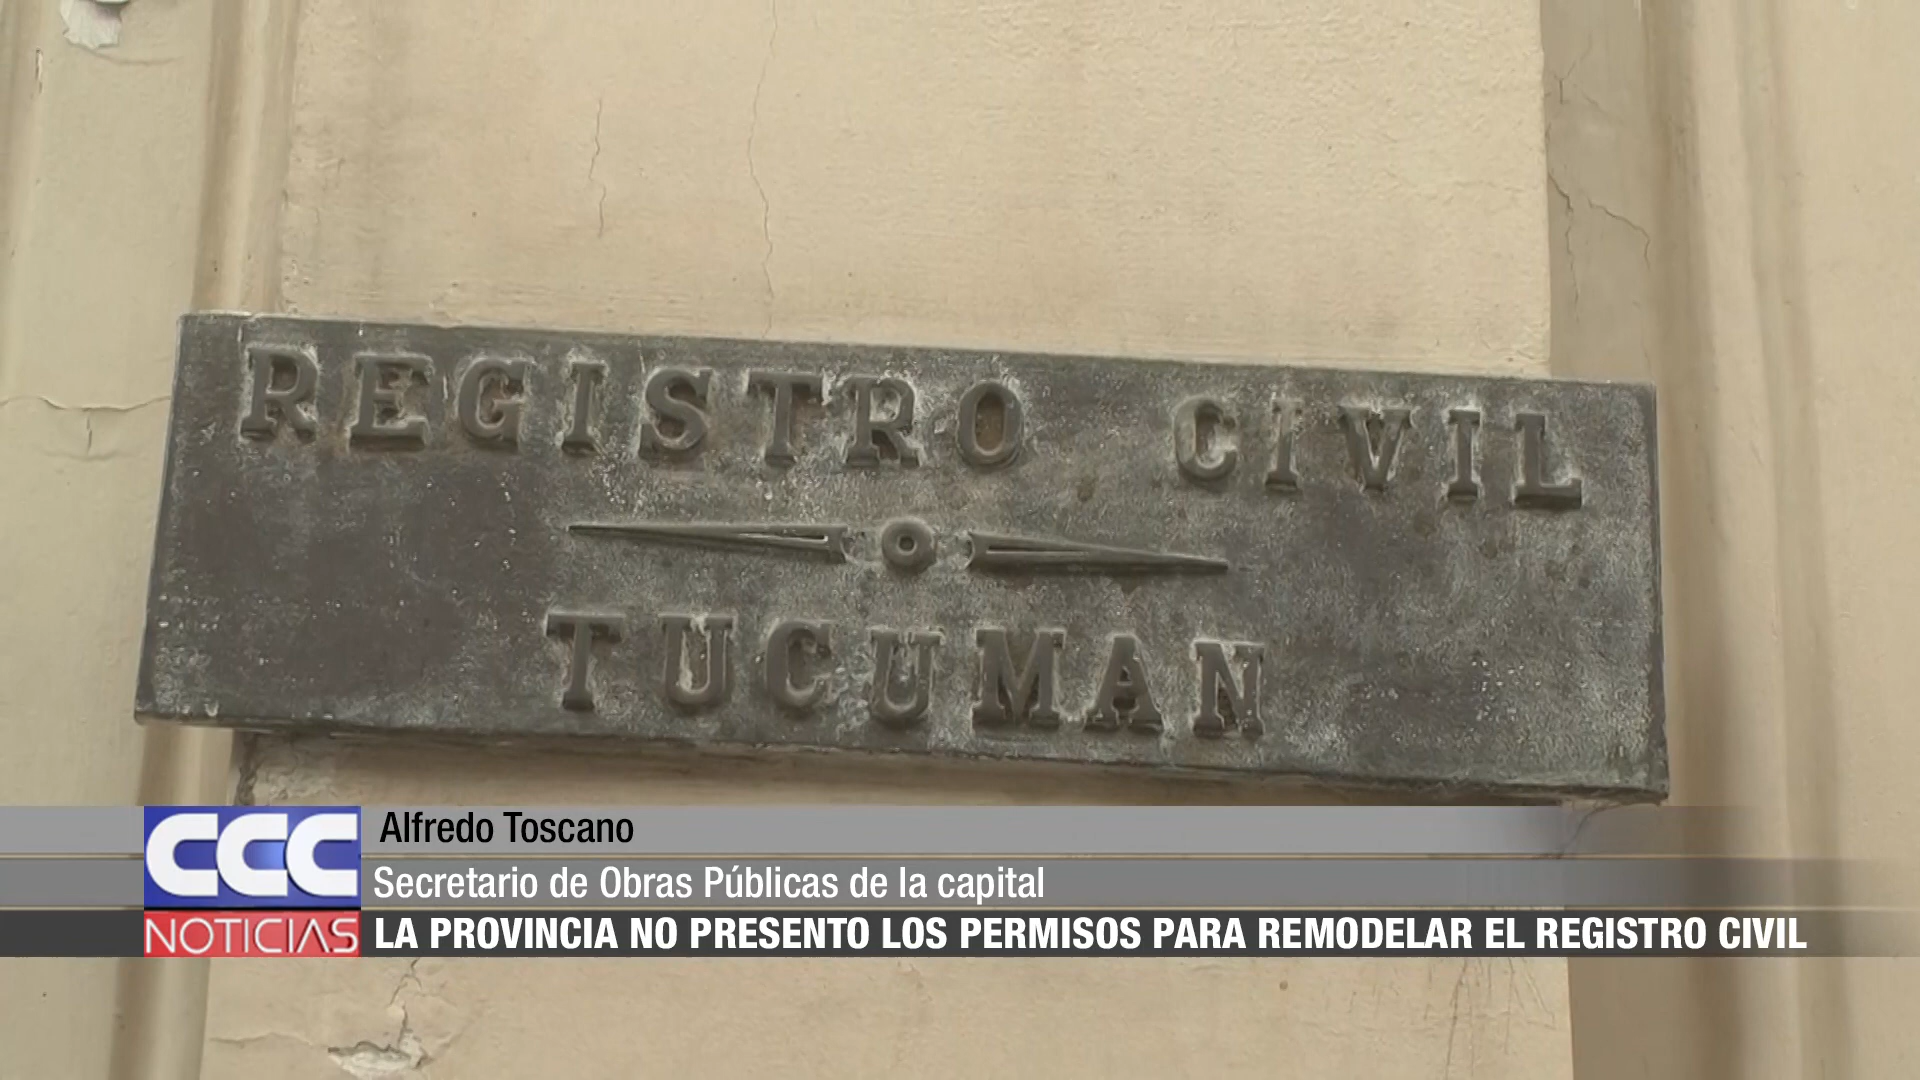 REGISTRO CIVIL
TUCUMAN
CCC
NOTICIAS
Alfredo Toscano
Secretario de Obras Públicas de la capital
LA PROVINCIA NO PRESENTO LOS PERMISOS PARA REMODELAR EL REGISTRO CIVIL